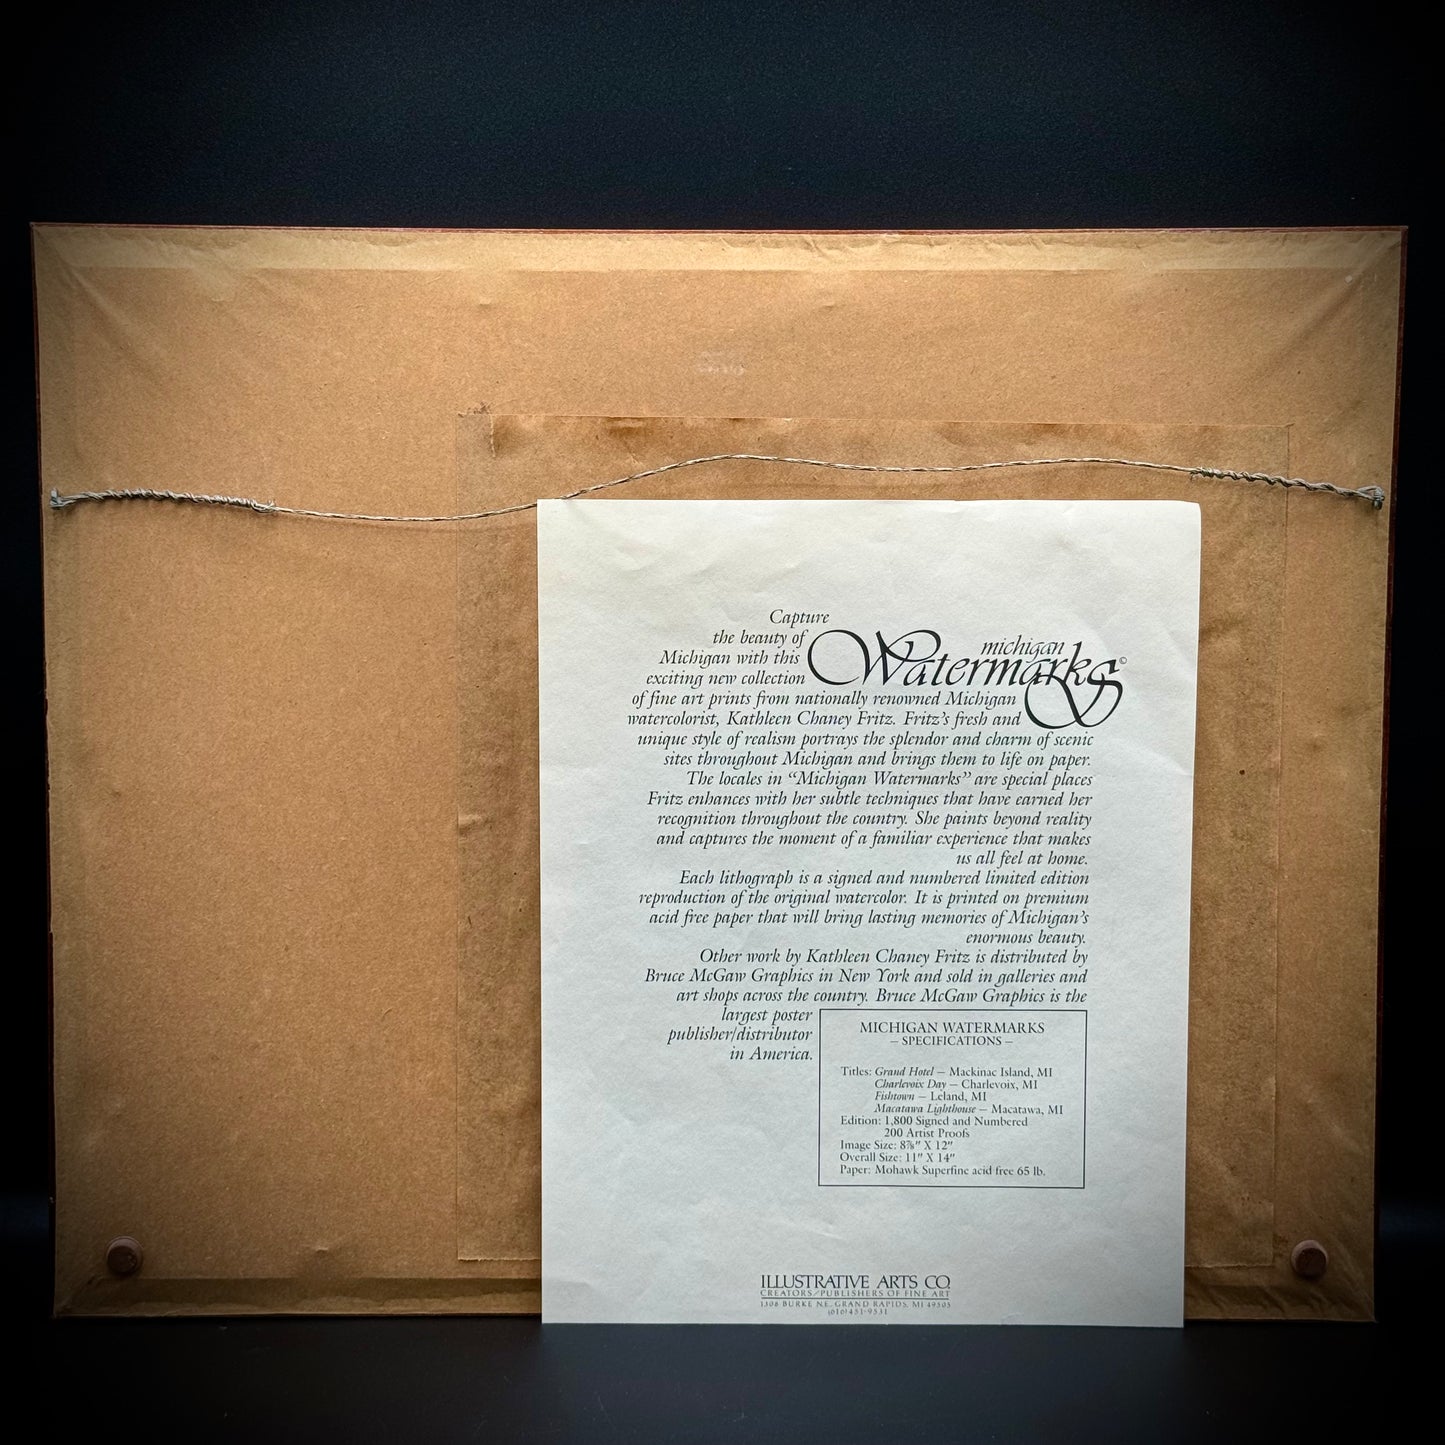 Capture
the beauty of
Michigan with this
exciting new collection
michigan
Watermarks©
of fine art prints from nationally renowned Michigan
watercolorist, Kathleen Chaney Fritz. Fritz's fresh and
unique style of realism portrays the splendor and charm of scenic
sites throughout Michigan and brings them to life on paper.
The locales in “Michigan Watermarks” are special places
Fritz enhances with her subtle techniques that have earned her
recognition throughout the country. She paints beyond reality
and captures the moment of a familiar experience that makes
us all feel at home.
Each lithograph is a signed and numbered limited edition
reproduction of the original watercolor. It is printed on premium
acid free paper that will bring lasting memories of Michigan's
enormous beauty.
Other work by Kathleen Chaney Fritz is distributed by
Bruce McGaw Graphics in New York and sold in galleries and
art shops across the country. Bruce McGaw Graphics is the
largest poster
publisher/distributor
in America.
MICHIGAN WATERMARKS
– SPECIFICATIONS –
Titles: Grand Hotel – Mackinac Island, MI
Charlevoix Day – Charlevoix, MI
Fishtown – Leland, MI
Macatawa Lighthouse – Macatawa, MI
Edition: 1,800 Signed and Numbered
200 Artist Proofs
Image Size: 8⅞" X 12"
Overall Size: 11" X 14"
Paper: Mohawk Superfine acid free 65 lb.
ILLUSTRATIVE ARTS CO.
CREATORS/PUBLISHERS OF FINE ART
1308 BURKE NE, GRAND RAPIDS, MI 49505
(616) 451-9531